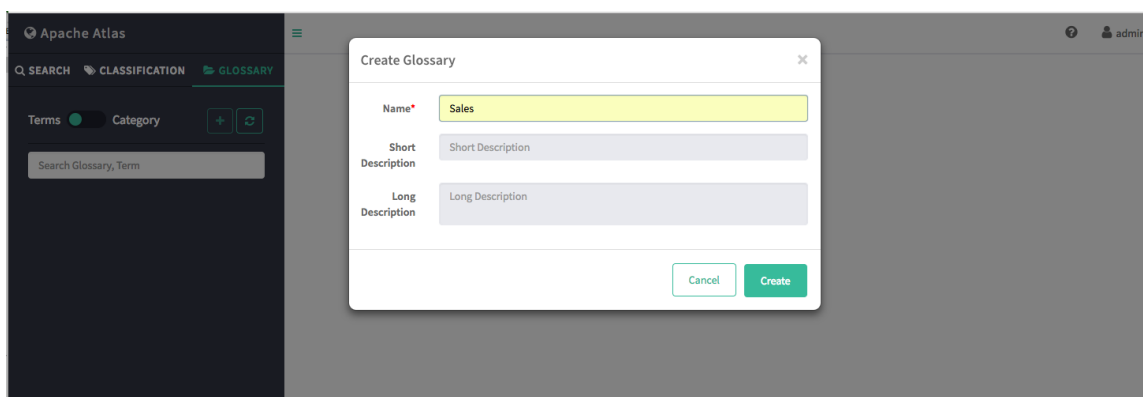 Apache Atlas
admin
SEARCH CLASSIFICATION GLOSSARY
Terms Category
Search Glossary, Term
Create Glossary
Name* Sales
Short Description Short Description
Long Description Long Description
Cancel Create